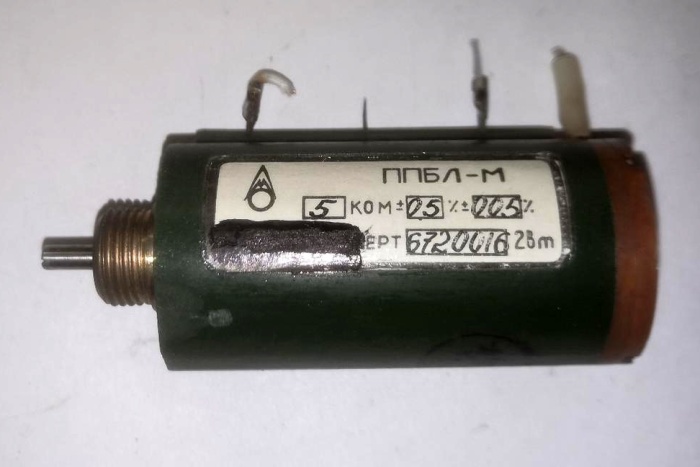 ППБЛ-М
5 КОМ ± 0,5 % ± 0,05 %
ЕРТ 6720016 2вт